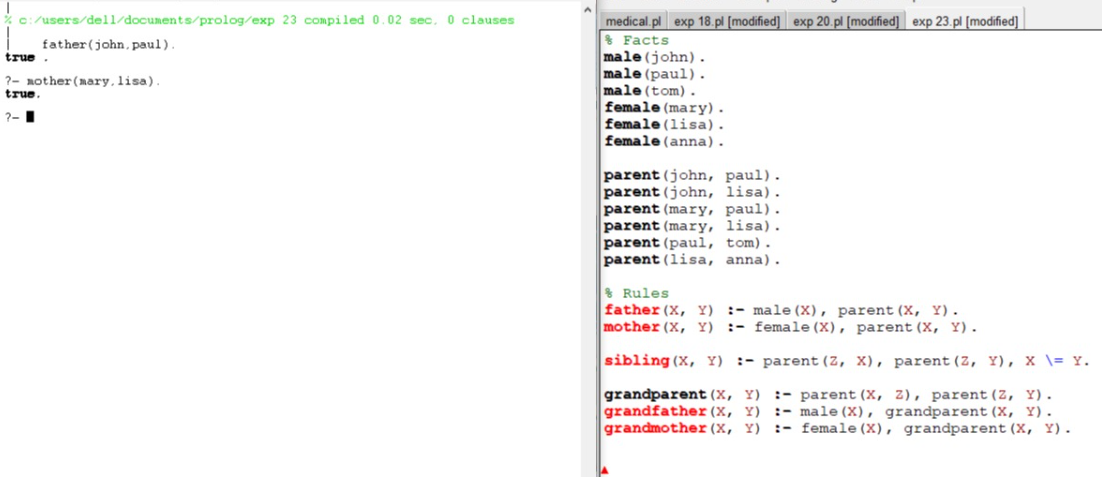 % c:/users/dell/documents/prolog/exp 23 compiled 0.02 sec, 0 clauses
|
|    father(john,paul).
true .
?- mother(mary,lisa).
true.
?-
medical.pl exp 18.pl [modified] exp 20.pl [modified] exp 23.pl [modified]
% Facts
male(john).
male(paul).
male(tom).
female(mary).
female(lisa).
female(anna).
parent(john, paul).
parent(john, lisa).
parent(mary, paul).
parent(mary, lisa).
parent(paul, tom).
parent(lisa, anna).
% Rules
father(X, Y) :- male(X), parent(X, Y).
mother(X, Y) :- female(X), parent(X, Y).
sibling(X, Y) :- parent(Z, X), parent(Z, Y), X \= Y.
grandparent(X, Y) :- parent(X, Z), parent(Z, Y).
grandfather(X, Y) :- male(X), grandparent(X, Y).
grandmother(X, Y) :- female(X), grandparent(X, Y).